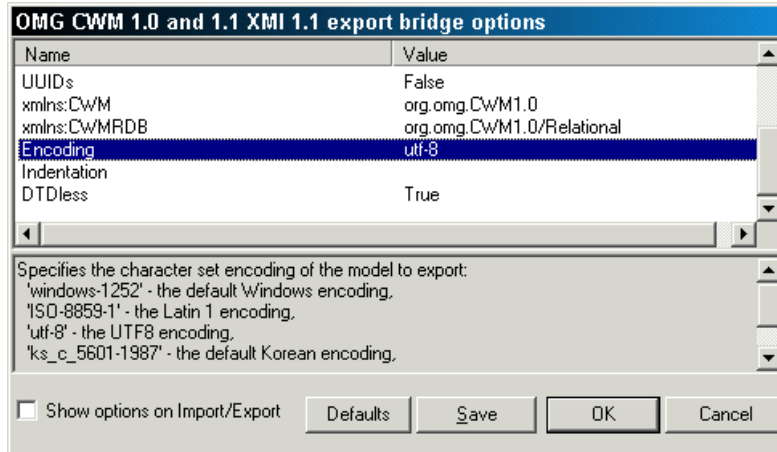 OMG CWM 1.0 and 1.1 XMI 1.1 export bridge options
Name Value
UUIDs False
xmlns:CWM org.omg.CWM1.0
xmlns:CWMRDB org.omg.CWM1.0/Relational
Encoding utf-8
Indentation
DTDless True
Specifies the character set encoding of the model to export:
'windows-1252' - the default Windows encoding,
'ISO-8859-1' - the Latin 1 encoding,
'utf-8' - the UTF8 encoding,
'ks_c_5601-1987' - the default Korean encoding,
Show options on Import/Export Defaults Save OK Cancel